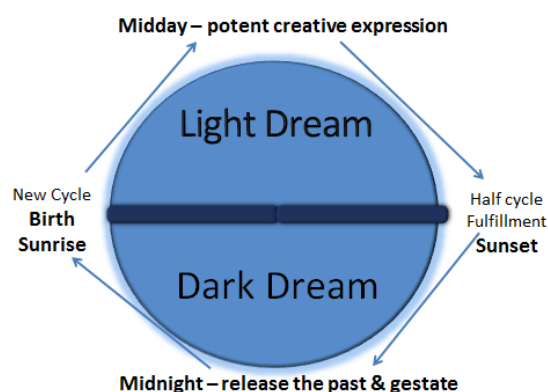 Midday – potent creative expression
Light Dream
New Cycle
Birth
Sunrise
Half cycle
Fulfillment
Sunset
Dark Dream
Midnight – release the past & gestate